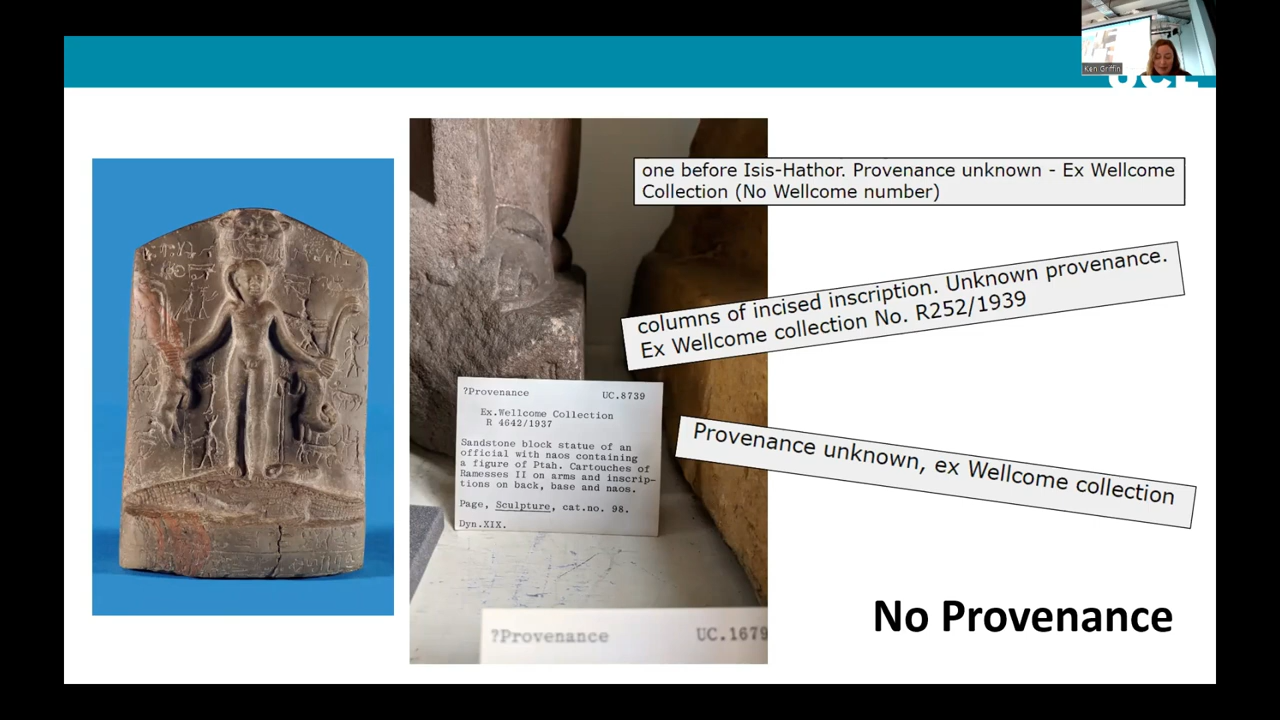 Ken Griffin
UCL
one before Isis-Hathor. Provenance unknown - Ex Wellcome
Collection (No Wellcome number)
columns of incised inscription. Unknown provenance.
Ex Wellcome collection No. R252/1939
?Provenance UC.8739
Ex.Wellcome Collection
R 4642/1937
Sandstone block statue of an
official with naos containing
a figure of Ptah. Cartouches of
Ramesses II on arms and inscrip-
tions on back, base and naos.
Page, Sculpture, cat.no. 98.
Dyn.XIX.
Provenance unknown, ex Wellcome collection
?Provenance UC.1679
No Provenance